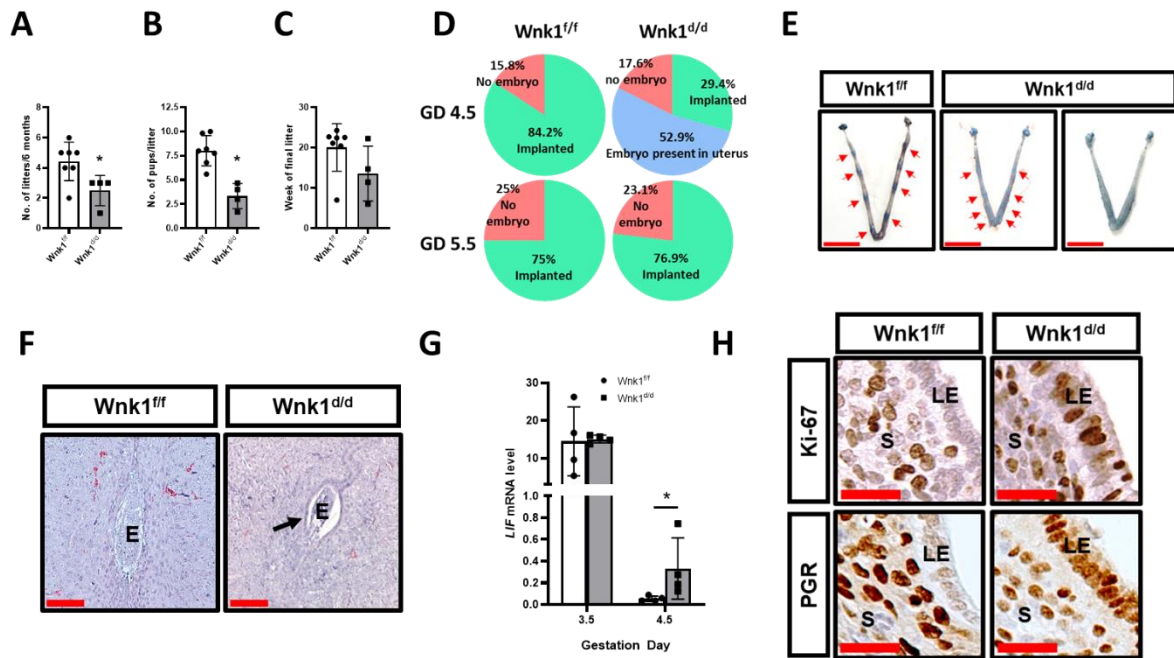 A
B
C
D
E
Wnk1f/f
Wnk1d/d
No. of litters/6 months
8
6
4
2
0
*
Wnk1f/f
Wnk1d/d
No. of pups/litter
12.5
10.0
7.5
5.0
2.5
0.0
*
Wnk1f/f
Wnk1d/d
Week of final litter
30
20
10
0
Wnk1f/f
Wnk1d/d
GD 4.5
15.8%
No embryo
84.2%
Implanted
17.6%
no embryo
29.4%
Implanted
52.9%
Embryo present in uterus
GD 5.5
25%
No
embryo
75%
Implanted
23.1%
No
embryo
76.9%
Implanted
Wnk1f/f
Wnk1d/d
F
G
H
Wnk1f/f
Wnk1d/d
E
E
LIF mRNA level
30
20
10
1.0
0.8
0.6
0.4
0.2
0.0
Wnk1f/f
Wnk1d/d
*
3.5
4.5
Gestation Day
Wnk1f/f
Wnk1d/d
Ki-67
LE
S
LE
S
PGR
LE
S
LE
S